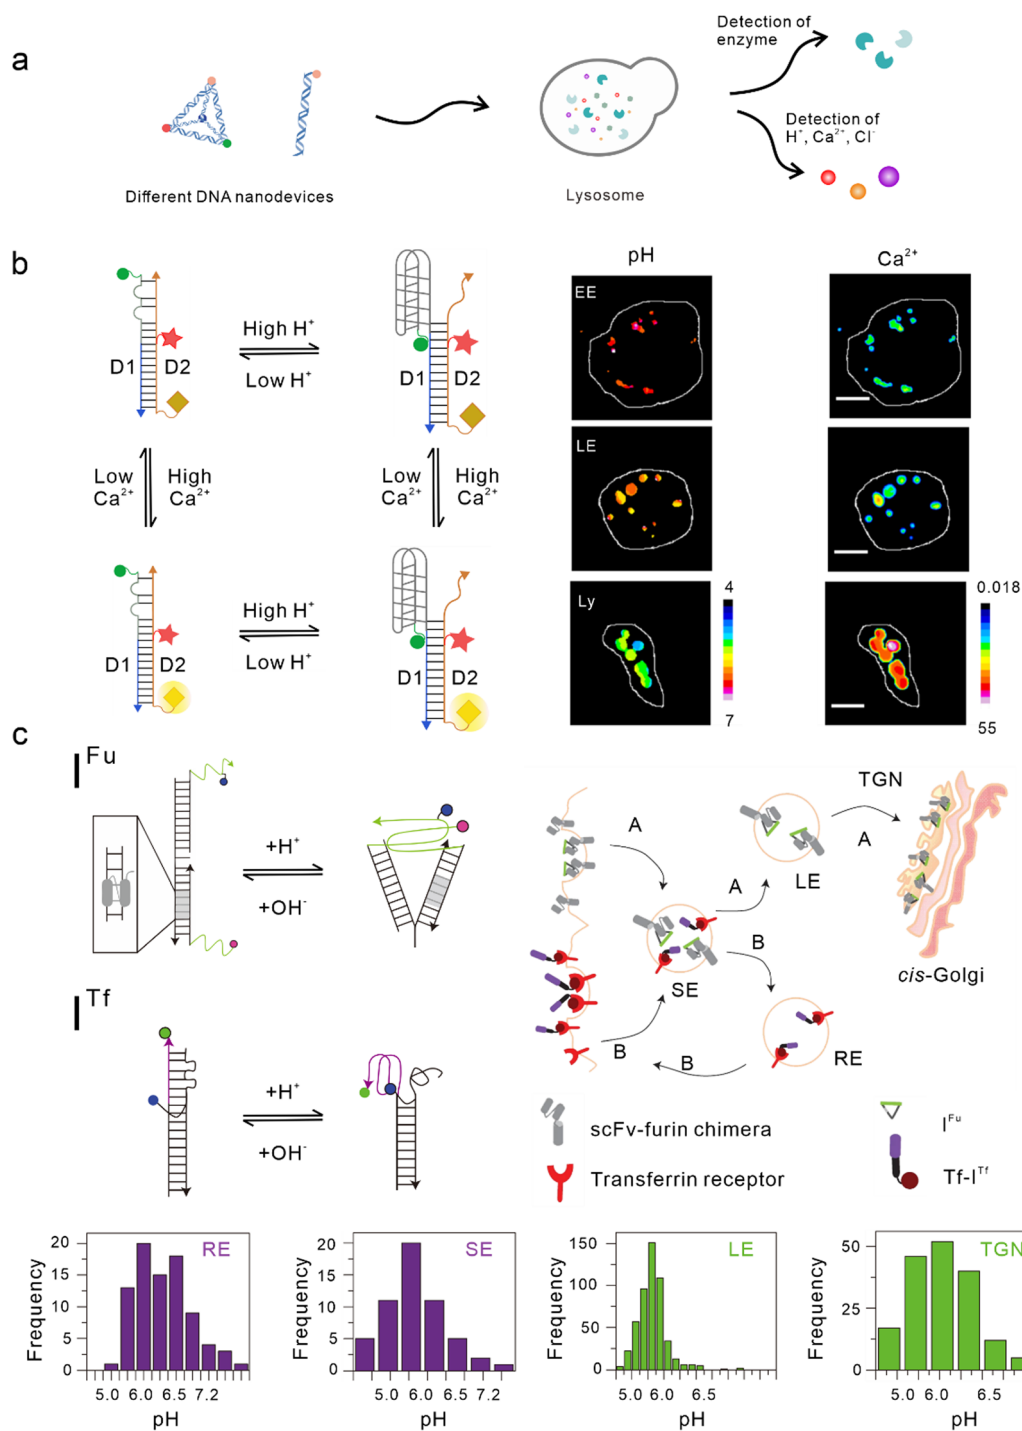 a
Detection of
enzyme
Detection of
H⁺, Ca²⁺, Cl⁻
Different DNA nanodevices
Lysosome
b
pH
Ca²⁺
High H⁺
Low H⁺
D1
D2
D1
D2
EE
Low
Ca²⁺
High
Ca²⁺
Low
Ca²⁺
High
Ca²⁺
LE
High H⁺
Low H⁺
D1
D2
D1
D2
Ly
4
7
0.018
55
c
Fu
+H⁺
+OH⁻
A
A
LE
TGN
A
cis-Golgi
SE
B
B
B
RE
Tf
+H⁺
+OH⁻
scFv-furin chimera
I^Fu
Transferrin receptor
Tf-I^Tf
RE
Frequency
20
15
10
5
0
5.0 6.0 6.5 7.2
pH
SE
Frequency
20
10
0
5.0 6.0 6.5 7.2
pH
LE
Frequency
150
100
50
0
5.0 6.0 6.5
pH
TGN
Frequency
50
25
0
5.0 6.0 6.5
pH